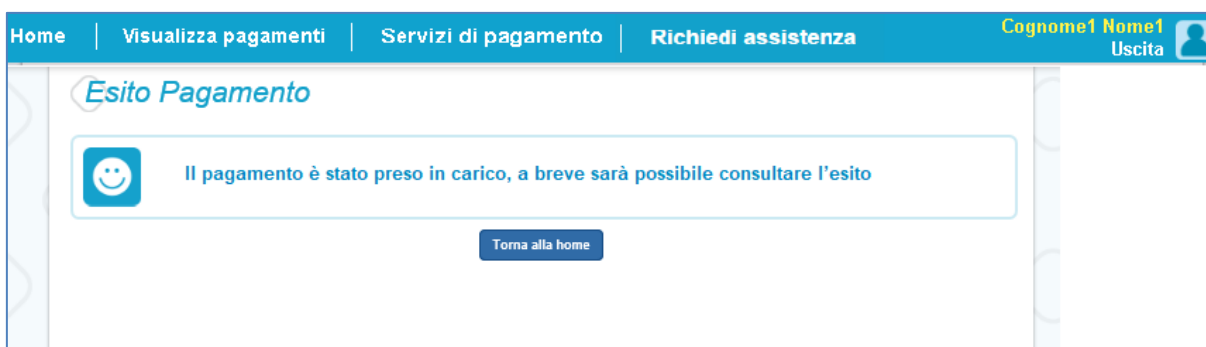 Home | Visualizza pagamenti | Servizi di pagamento | Richiedi assistenza
Cognome1 Nome1
Uscita
Esito Pagamento
Il pagamento è stato preso in carico, a breve sarà possibile consultare l'esito
Torna alla home